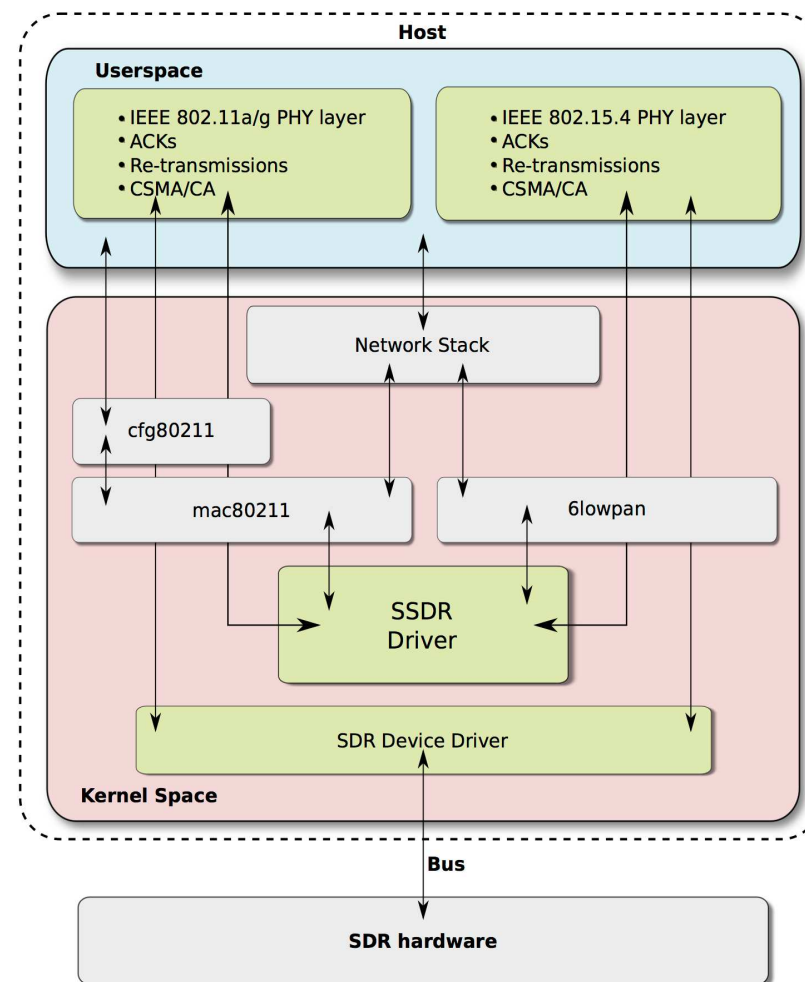 Host
Userspace
• IEEE 802.11a/g PHY layer
• ACKs
• Re-transmissions
• CSMA/CA
• IEEE 802.15.4 PHY layer
• ACKs
• Re-transmissions
• CSMA/CA
Network Stack
cfg80211
mac80211
6lowpan
SSDR
Driver
SDR Device Driver
Kernel Space
Bus
SDR hardware